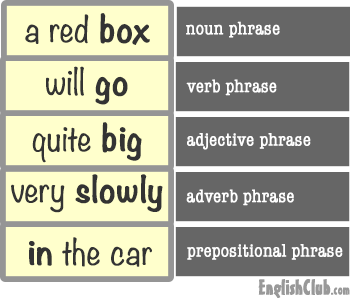 a red box noun phrase
will go verb phrase
quite big adjective phrase
very slowly adverb phrase
in the car prepositional phrase
EnglishClub.com